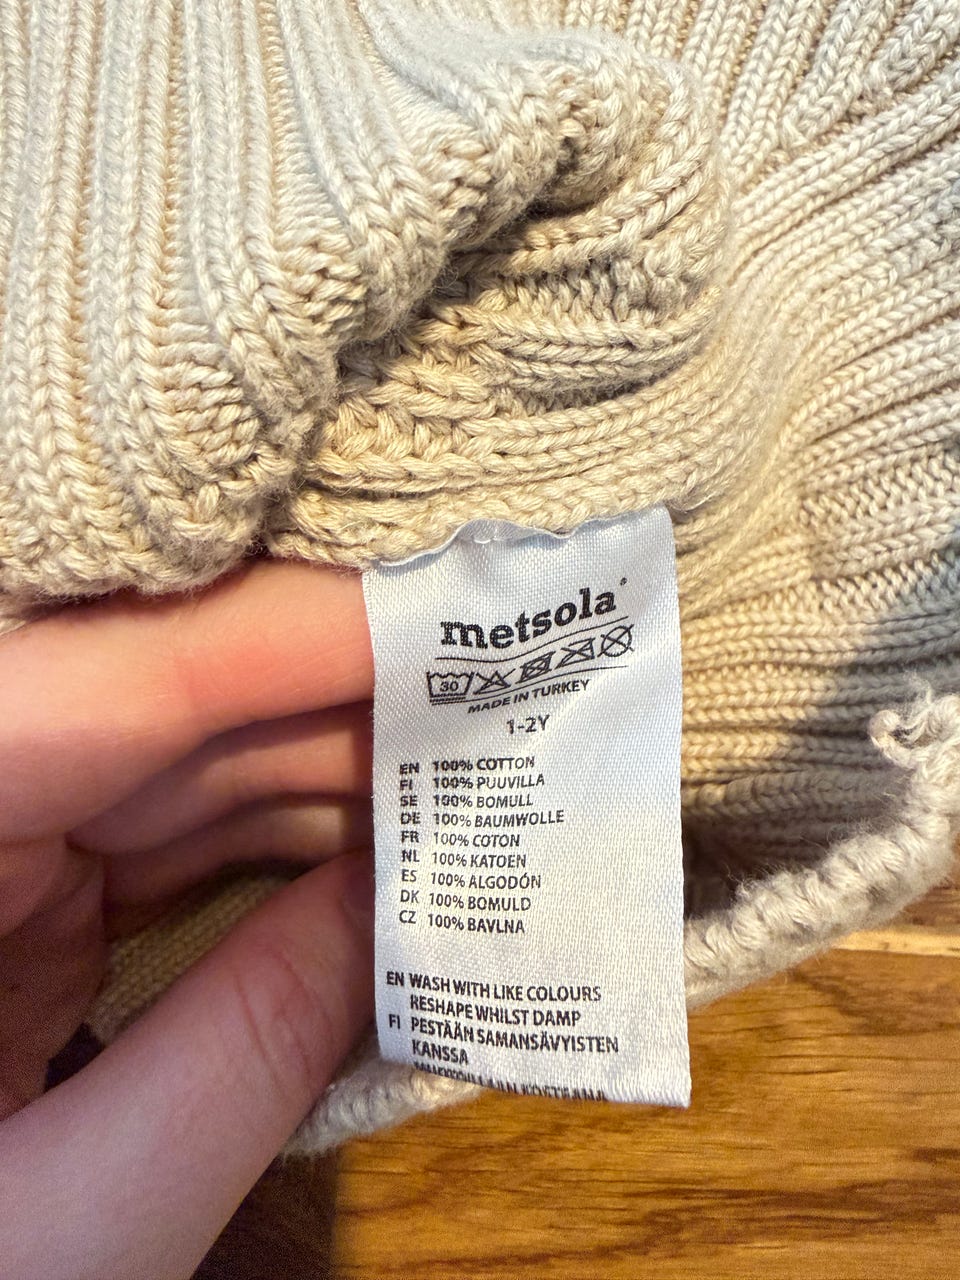 metsola
30
MADE IN TURKEY
1-2Y
EN 100% COTTON
FI 100% PUUVILLA
SE 100% BOMULL
DE 100% BAUMWOLLE
FR 100% COTON
NL 100% KATOEN
ES 100% ALGODÓN
DK 100% BOMULD
CZ 100% BAVLNA
EN WASH WITH LIKE COLOURS
RESHAPE WHILST DAMP
FI PESTÄÄN SAMANSÄVYISTEN
KANSSA